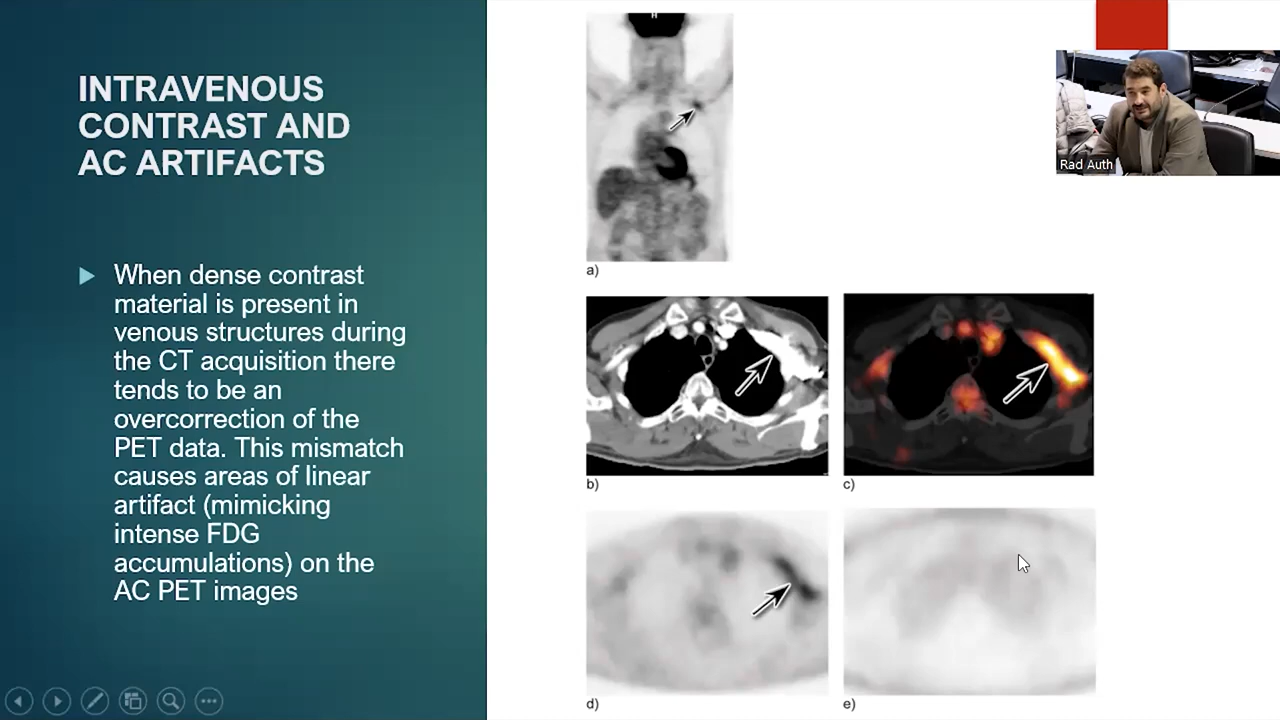 INTRAVENOUS
CONTRAST AND
AC ARTIFACTS
When dense contrast
material is present in
venous structures during
the CT acquisition there
tends to be an
overcorrection of the
PET data. This mismatch
causes areas of linear
artifact (mimicking
intense FDG
accumulations) on the
AC PET images
H
a)
b)
c)
d)
e)
Rad Auth